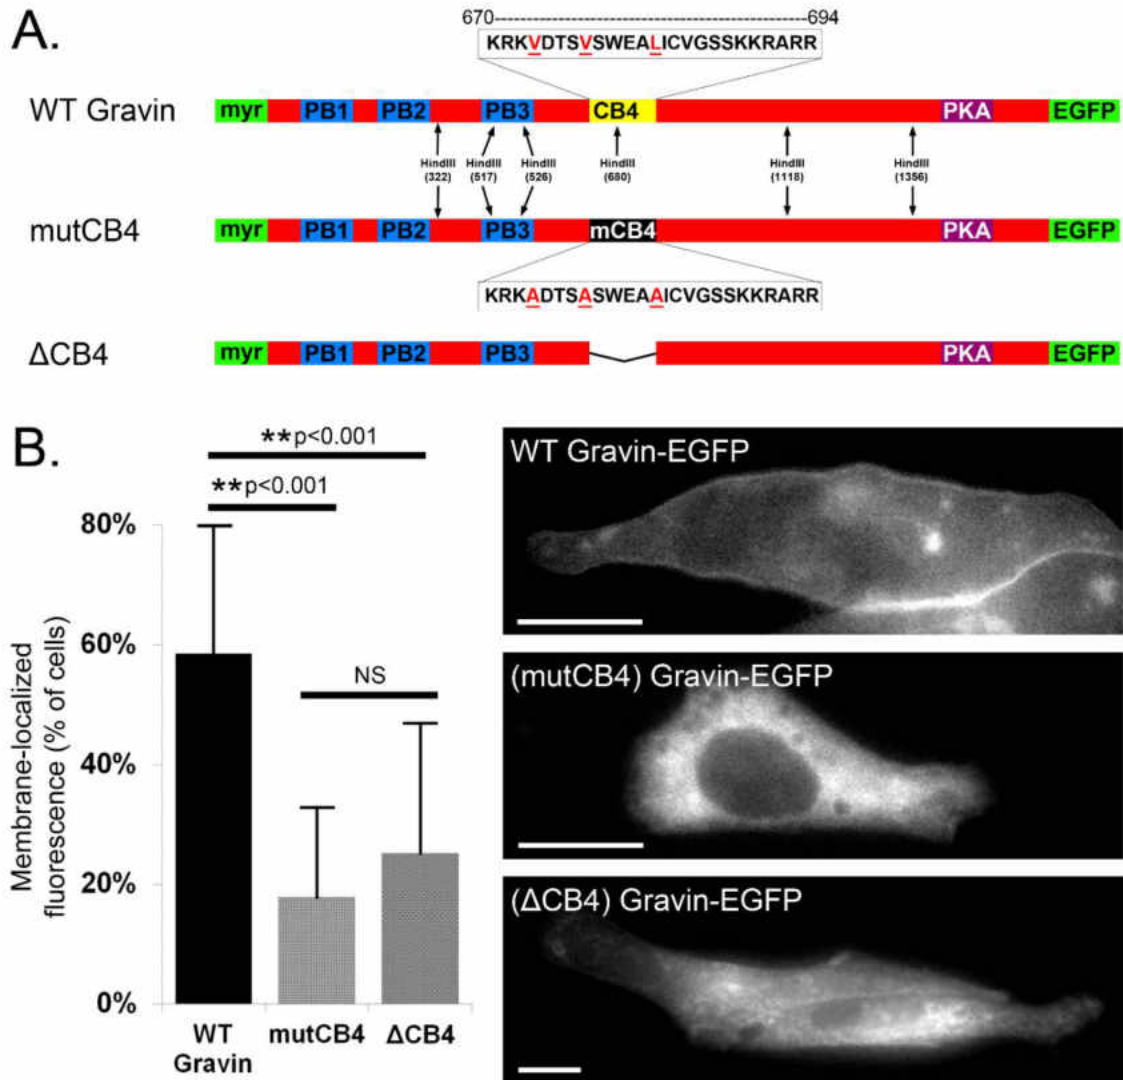 A.
670---------------------------------694
KRKVDTSVSWEALICVGSSKKRARR
WT Gravin myr PB1 PB2 PB3 CB4 PKA EGFP
HindIII HindIII HindIII HindIII HindIII HindIII
(322) (517) (526) (680) (1118) (1356)
mutCB4 myr PB1 PB2 PB3 mCB4 PKA EGFP
KRKADTSASWEAAICVGSSKKRARR
ΔCB4 myr PB1 PB2 PB3 PKA EGFP
B.
**p<0.001
**p<0.001
NS
Membrane-localized
fluorescence (% of cells)
80%
60%
40%
20%
0%
WT
Gravin
mutCB4
ΔCB4
WT Gravin-EGFP
(mutCB4) Gravin-EGFP
(ΔCB4) Gravin-EGFP